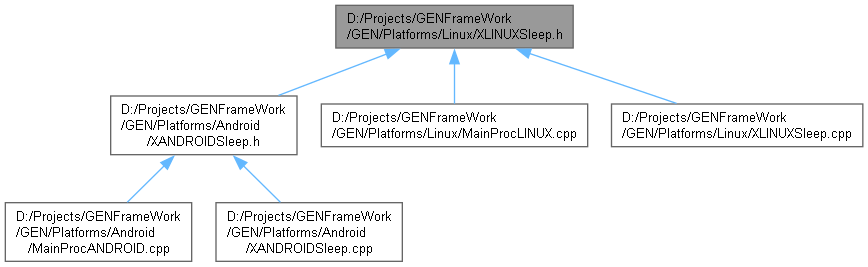 D:/Projects/GENFrameWork
/GEN/Platforms/Linux/XLINUXSleep.h
D:/Projects/GENFrameWork
/GEN/Platforms/Android
/XANDROIDSleep.h
D:/Projects/GENFrameWork
/GEN/Platforms/Linux/MainProcLINUX.cpp
D:/Projects/GENFrameWork
/GEN/Platforms/Linux/XLINUXSleep.cpp
D:/Projects/GENFrameWork
/GEN/Platforms/Android
/MainProcANDROID.cpp
D:/Projects/GENFrameWork
/GEN/Platforms/Android
/XANDROIDSleep.cpp